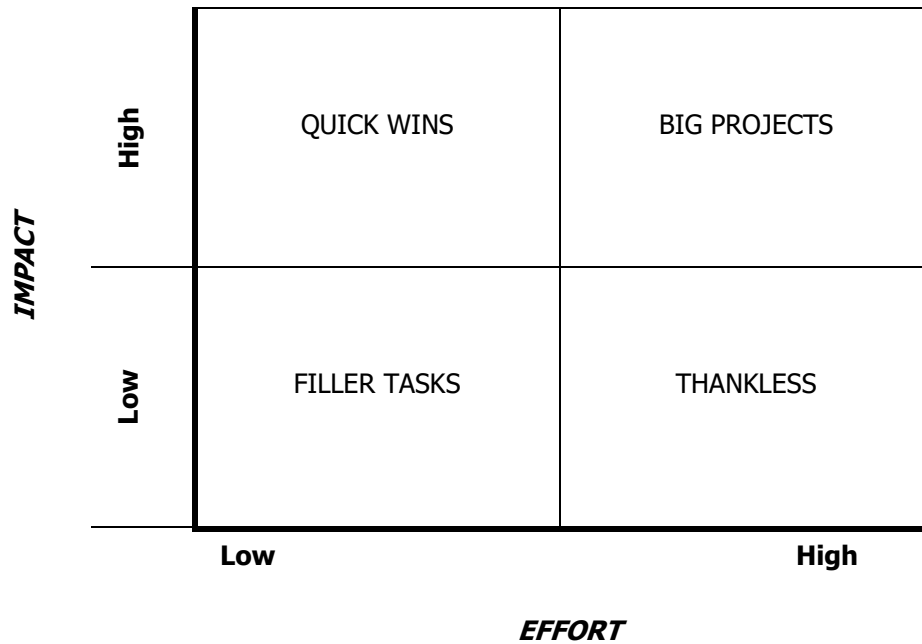 High
QUICK WINS
BIG PROJECTS
IMPACT
Low
FILLER TASKS
THANKLESS
Low
High
EFFORT